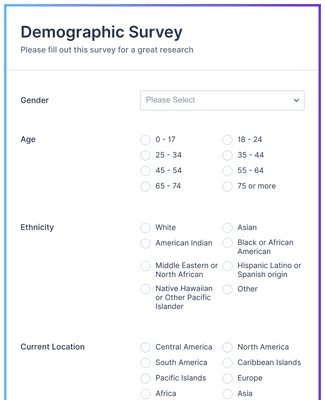 Demographic Survey
Please fill out this survey for a great research
Gender
Please Select
Age
0 - 17
18 - 24
25 - 34
35 - 44
45 - 54
55 - 64
65 - 74
75 or more
Ethnicity
White
Asian
American Indian
Black or African
American
Middle Eastern or
North African
Hispanic Latino or
Spanish origin
Native Hawaiian
or Other Pacific
Islander
Other
Current Location
Central America
North America
South America
Caribbean Islands
Pacific Islands
Europe
Africa
Asia